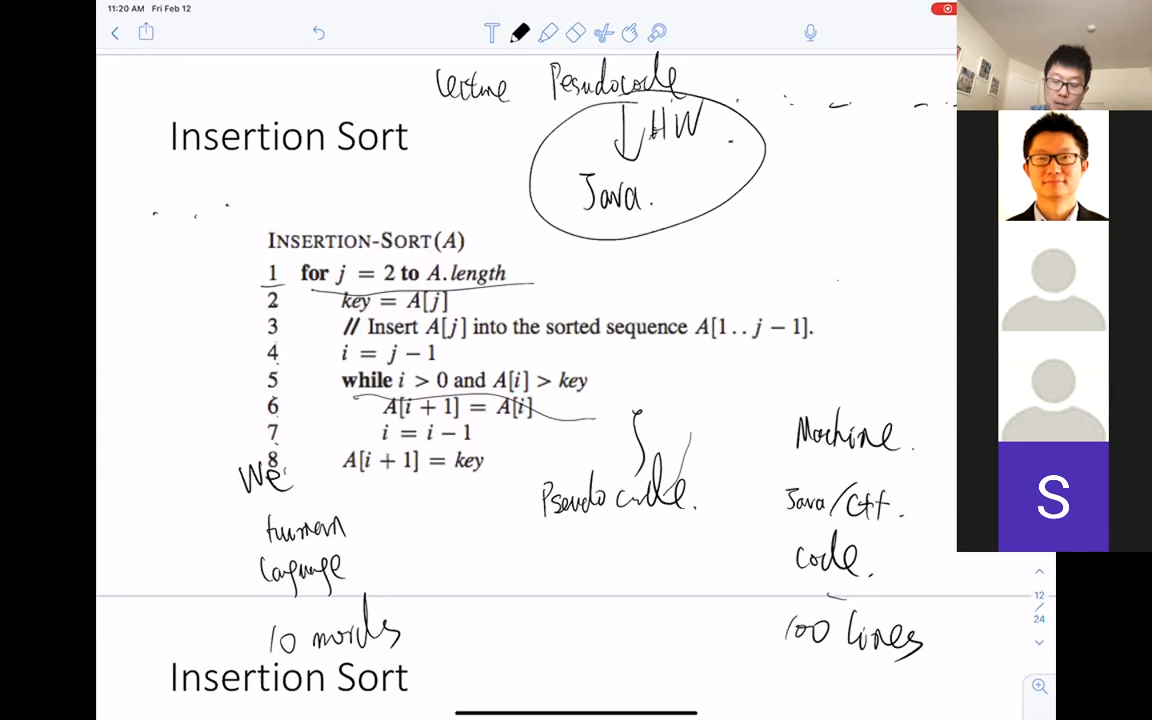 11:20 AM Fri Feb 12
lecture Pesudocode
HW
Java.
Insertion Sort
INSERTION-SORT(A)
1 for j = 2 to A.length
2 key = A[j]
3 // Insert A[j] into the sorted sequence A[1 . . j − 1].
4 i = j − 1
5 while i > 0 and A[i] > key
6 A[i + 1] = A[i]
7 i = i − 1
8 A[i + 1] = key
We
human
language
10 words
Pseudo code.
Machine.
Java/C++.
code.
100 lines
Insertion Sort
S
12
24